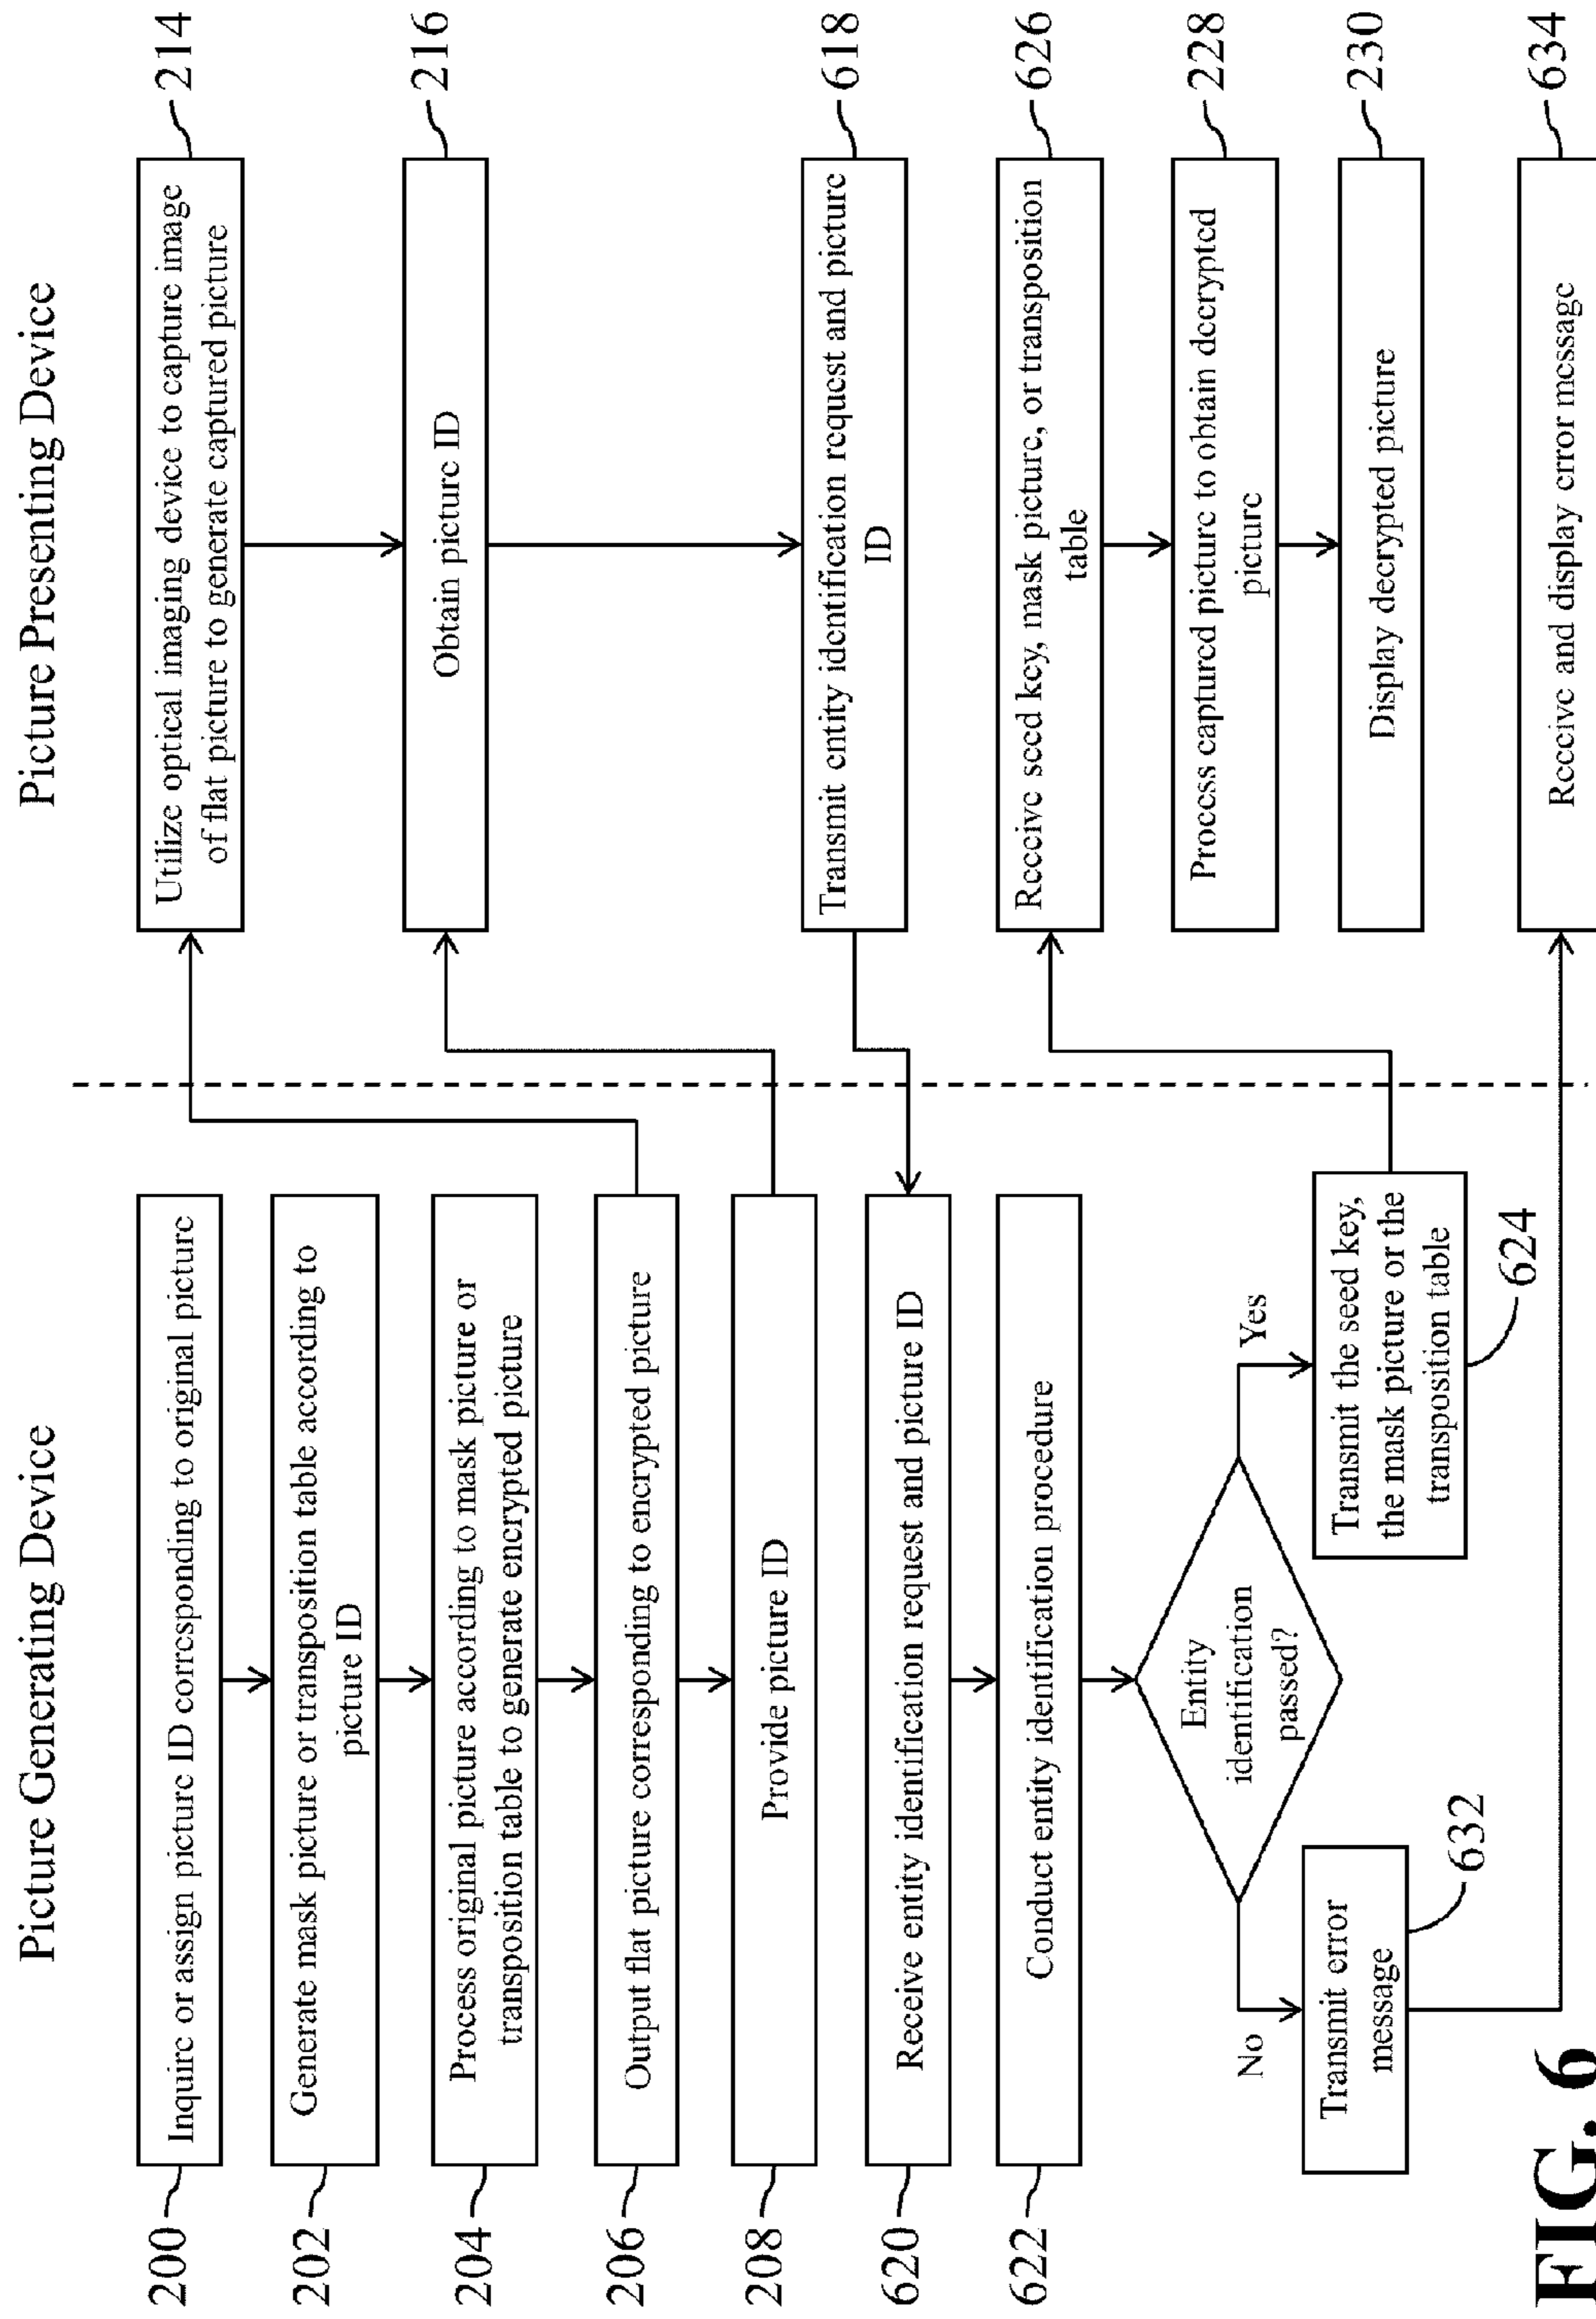 Picture Generating Device
Picture Presenting Device
200
Inquire or assign picture ID corresponding to original picture
202
Generate mask picture or transposition table according to
picture ID
204
Process original picture according to mask picture or
transposition table to generate encrypted picture
206
Output flat picture corresponding to encrypted picture
208
Provide picture ID
620
Receive entity identification request and picture ID
622
Conduct entity identification procedure
Entity
identification
passed?
No
Yes
Transmit error
message
632
Transmit the seed key,
the mask picture or the
transposition table
624
Utilize optical imaging device to capture image
of flat picture to generate captured picture
214
Obtain picture ID
216
Transmit entity identification request and picture
ID
618
Receive seed key, mask picture, or transposition
table
626
Process captured picture to obtain decrypted
picture
228
Display decrypted picture
230
Receive and display error message
634
FIG. 6